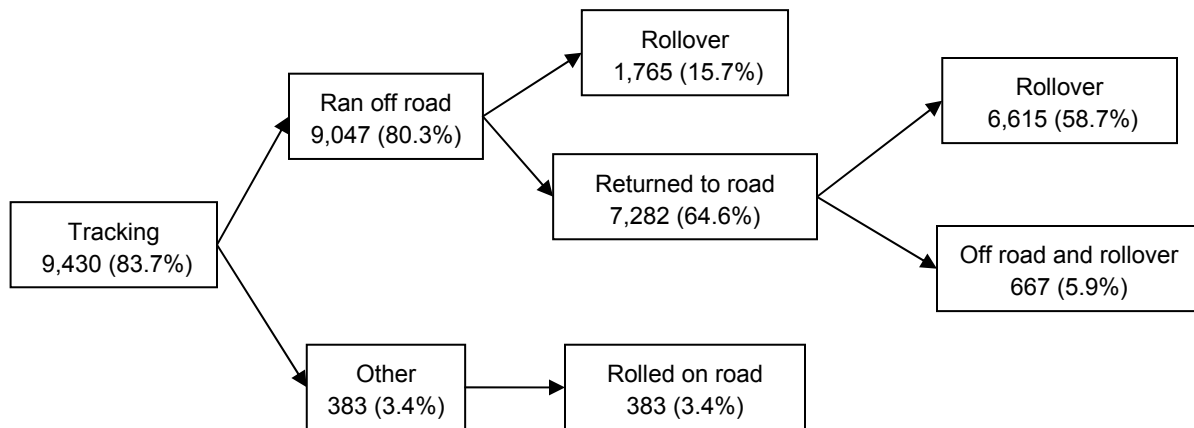 Tracking
9,430 (83.7%)
Ran off road
9,047 (80.3%)
Rollover
1,765 (15.7%)
Returned to road
7,282 (64.6%)
Rollover
6,615 (58.7%)
Off road and rollover
667 (5.9%)
Other
383 (3.4%)
Rolled on road
383 (3.4%)